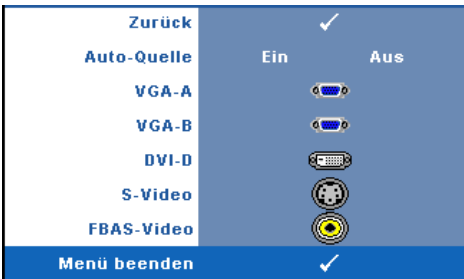 Zurück
Auto-Quelle Ein Aus
VGA-A
VGA-B
DVI-D
S-Video
FBAS-Video
Menü beenden